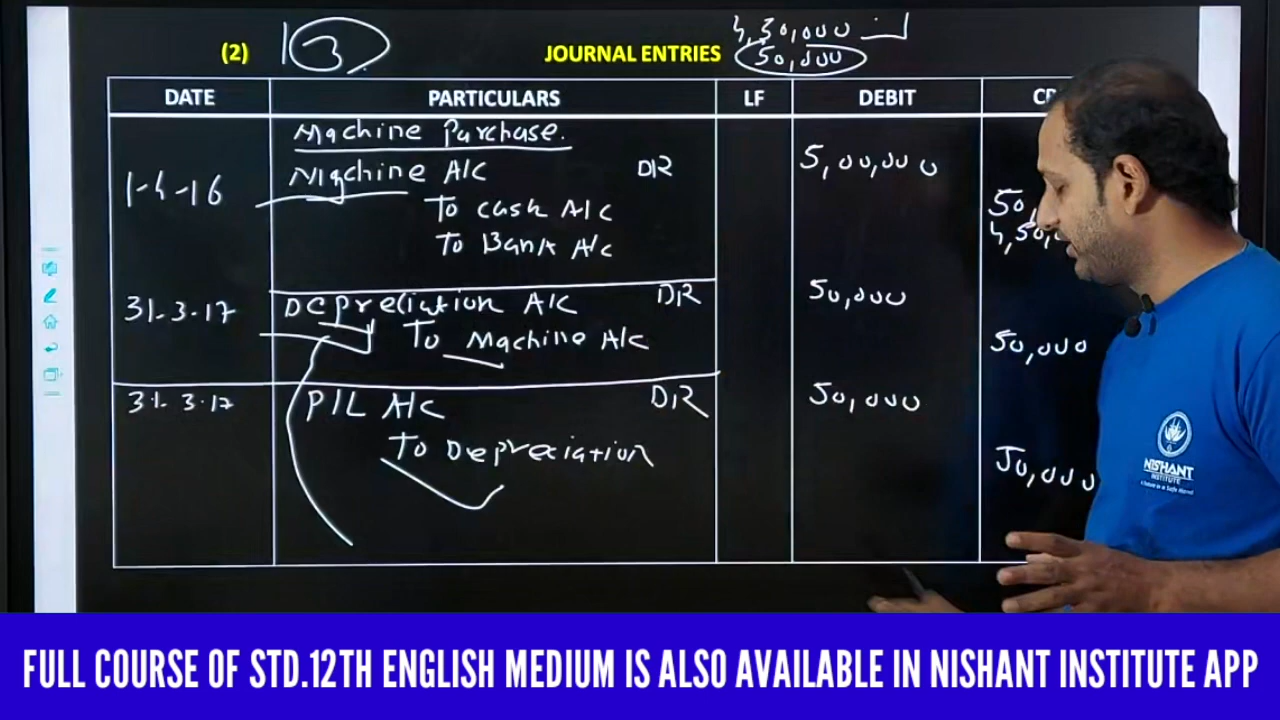 4,50,000
(2) 3 JOURNAL ENTRIES 50,000
DATE PARTICULARS LF DEBIT
Machine Purchase.
1-4-16 Machine A/C DR 5,00,000
To Cash A/C 50,
To Bank A/C 4,50,
31-3-17 Depreciation A/C DR 50,000
To Machine A/C 50,000
31-3-17 P/L A/C DR 50,000
To Depreciation 50,000
NISHANT
INSTITUTE
FULL COURSE OF STD.12TH ENGLISH MEDIUM IS ALSO AVAILABLE IN NISHANT INSTITUTE APP